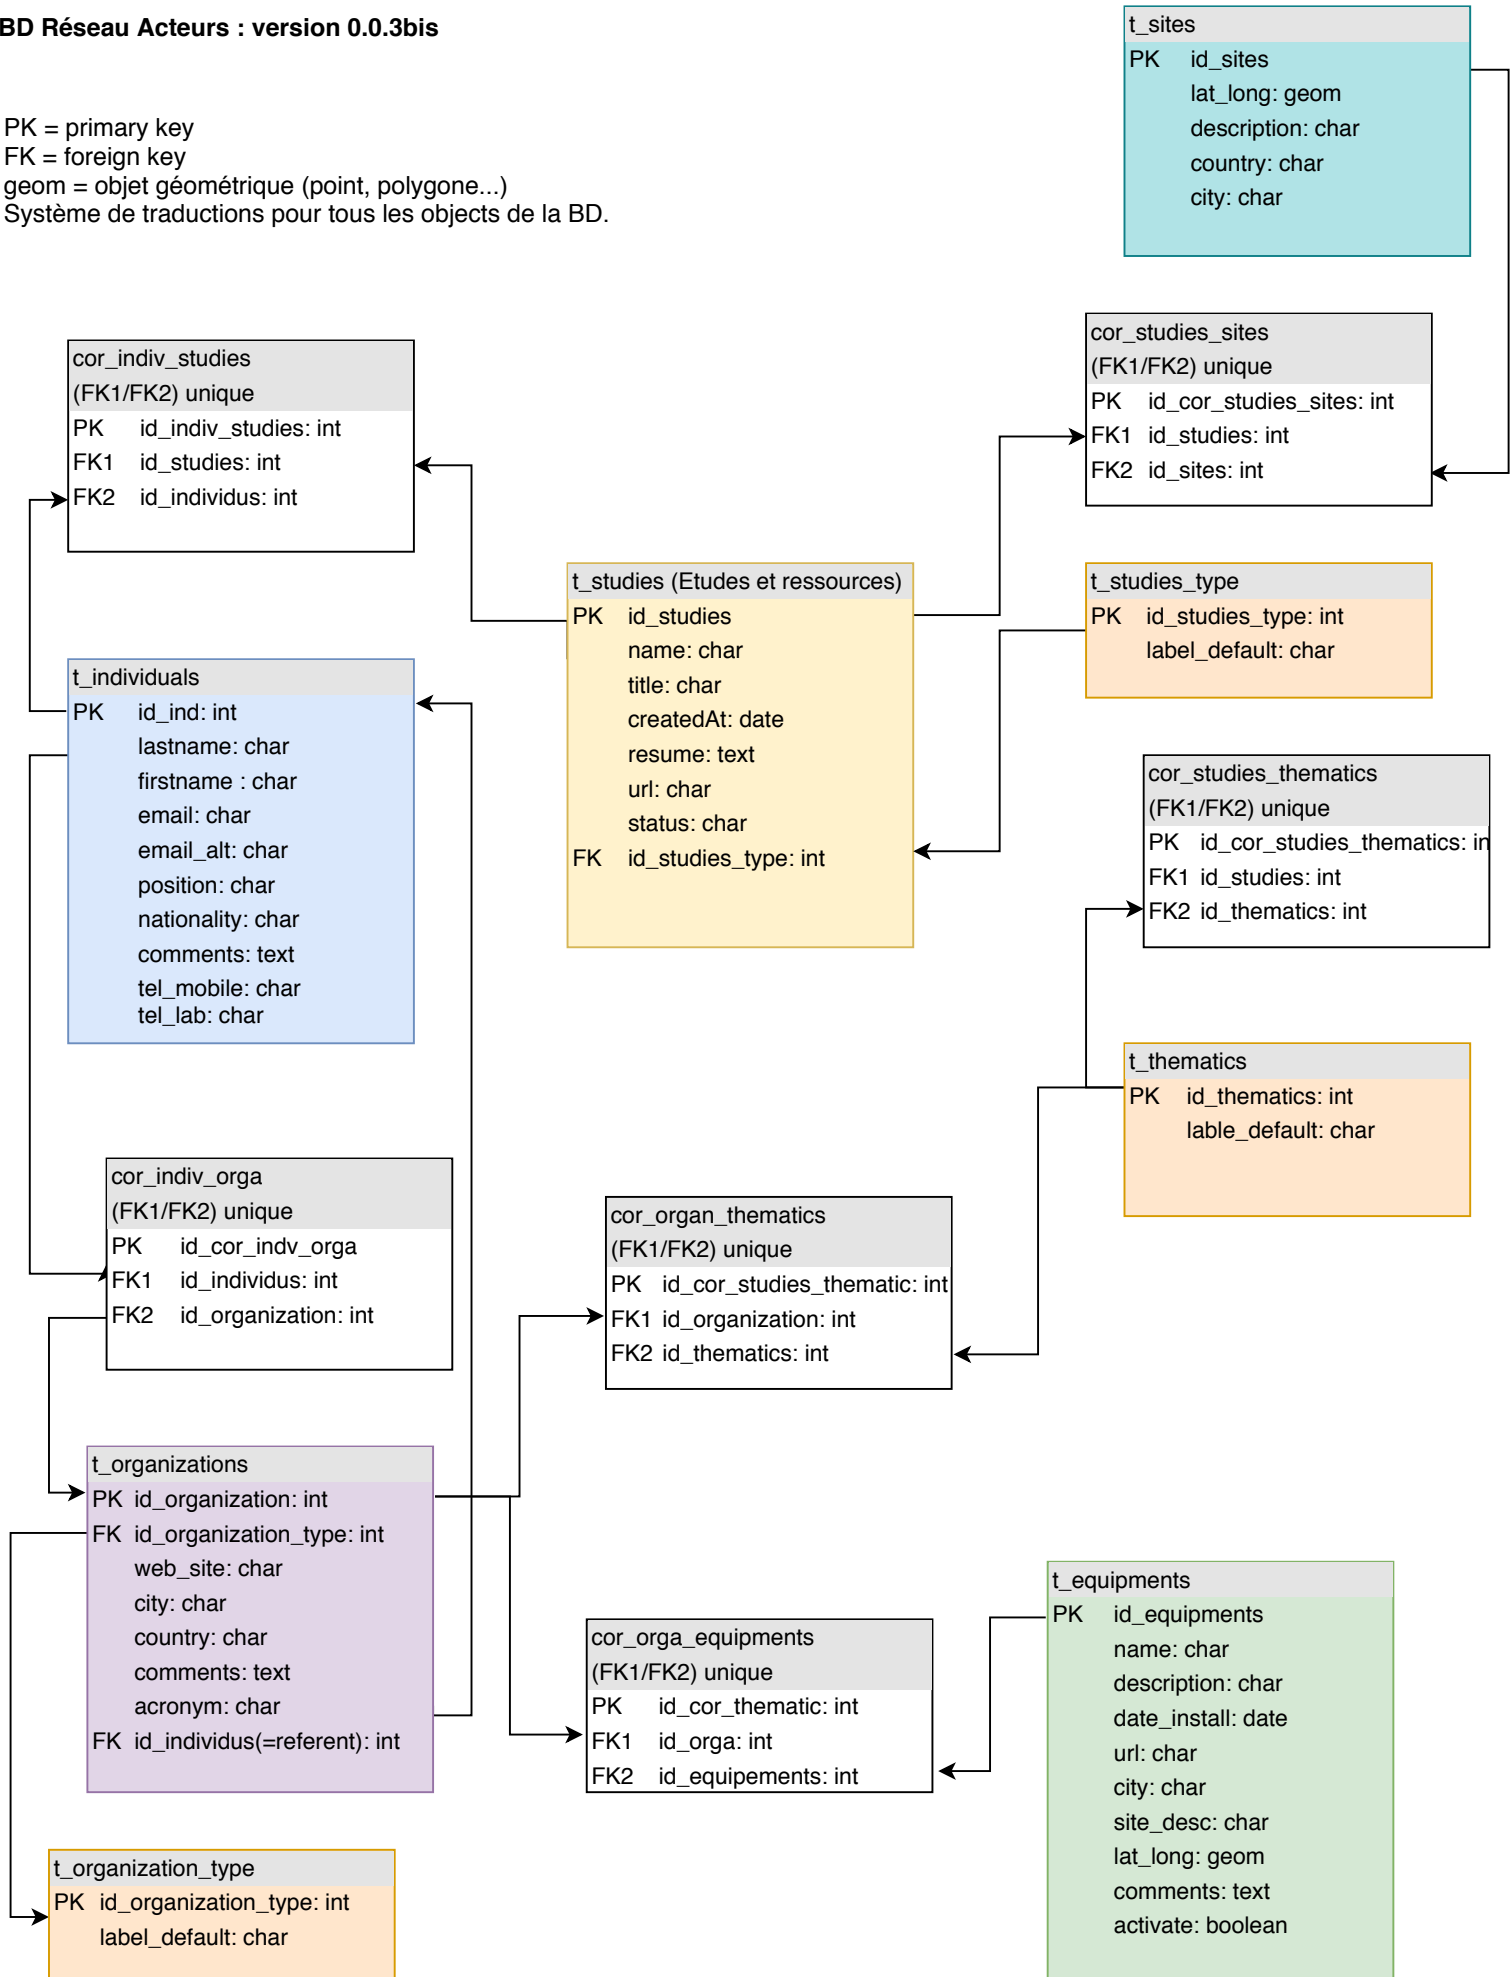 BD Réseau Acteurs : version 0.0.3bis
PK = primary key
FK = foreign key
geom = objet géométrique (point, polygone...)
Système de traductions pour tous les objects de la BD.
t_sites
PK id_sites
lat_long: geom
description: char
country: char
city: char
cor_indiv_studies
(FK1/FK2) unique
PK id_indiv_studies: int
FK1 id_studies: int
FK2 id_individus: int
cor_studies_sites
(FK1/FK2) unique
PK id_cor_studies_sites: int
FK1 id_studies: int
FK2 id_sites: int
t_studies (Etudes et ressources)
PK id_studies
name: char
title: char
createdAt: date
resume: text
url: char
status: char
FK id_studies_type: int
t_studies_type
PK id_studies_type: int
label_default: char
t_individuals
PK id_ind: int
lastname: char
firstname : char
email: char
email_alt: char
position: char
nationality: char
comments: text
tel_mobile: char
tel_lab: char
cor_studies_thematics
(FK1/FK2) unique
PK id_cor_studies_thematics: in
FK1 id_studies: int
FK2 id_thematics: int
t_thematics
PK id_thematics: int
lable_default: char
cor_indiv_orga
(FK1/FK2) unique
PK id_cor_indv_orga
FK1 id_individus: int
FK2 id_organization: int
cor_organ_thematics
(FK1/FK2) unique
PK id_cor_studies_thematic: int
FK1 id_organization: int
FK2 id_thematics: int
t_organizations
PK id_organization: int
FK id_organization_type: int
web_site: char
city: char
country: char
comments: text
acronym: char
FK id_individus(=referent): int
cor_orga_equipments
(FK1/FK2) unique
PK id_cor_thematic: int
FK1 id_orga: int
FK2 id_equipements: int
t_equipments
PK id_equipments
name: char
description: char
date_install: date
url: char
city: char
site_desc: char
lat_long: geom
comments: text
activate: boolean
t_organization_type
PK id_organization_type: int
label_default: char